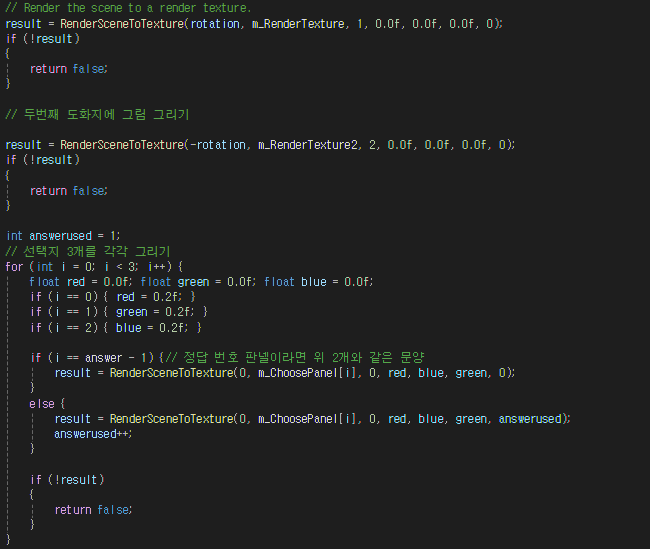 // Render the scene to a render texture.
result = RenderSceneToTexture(rotation, m_RenderTexture, 1, 0.0f, 0.0f, 0.0f, 0);
if (!result)
{
return false;
}
// 두번째 도화지에 그림 그리기
result = RenderSceneToTexture(-rotation, m_RenderTexture2, 2, 0.0f, 0.0f, 0.0f, 0);
if (!result)
{
return false;
}
int answerused = 1;
// 선택지 3개를 각각 그리기
for (int i = 0; i < 3; i++) {
float red = 0.0f; float green = 0.0f; float blue = 0.0f;
if (i == 0) { red = 0.2f; }
if (i == 1) { green = 0.2f; }
if (i == 2) { blue = 0.2f; }
if (i == answer - 1) {// 정답 번호 판넬이라면 위 2개와 같은 문양
result = RenderSceneToTexture(0, m_ChoosePanel[i], 0, red, blue, green, 0);
}
else {
result = RenderSceneToTexture(0, m_ChoosePanel[i], 0, red, blue, green, answerused);
answerused++;
}
if (!result)
{
return false;
}
}